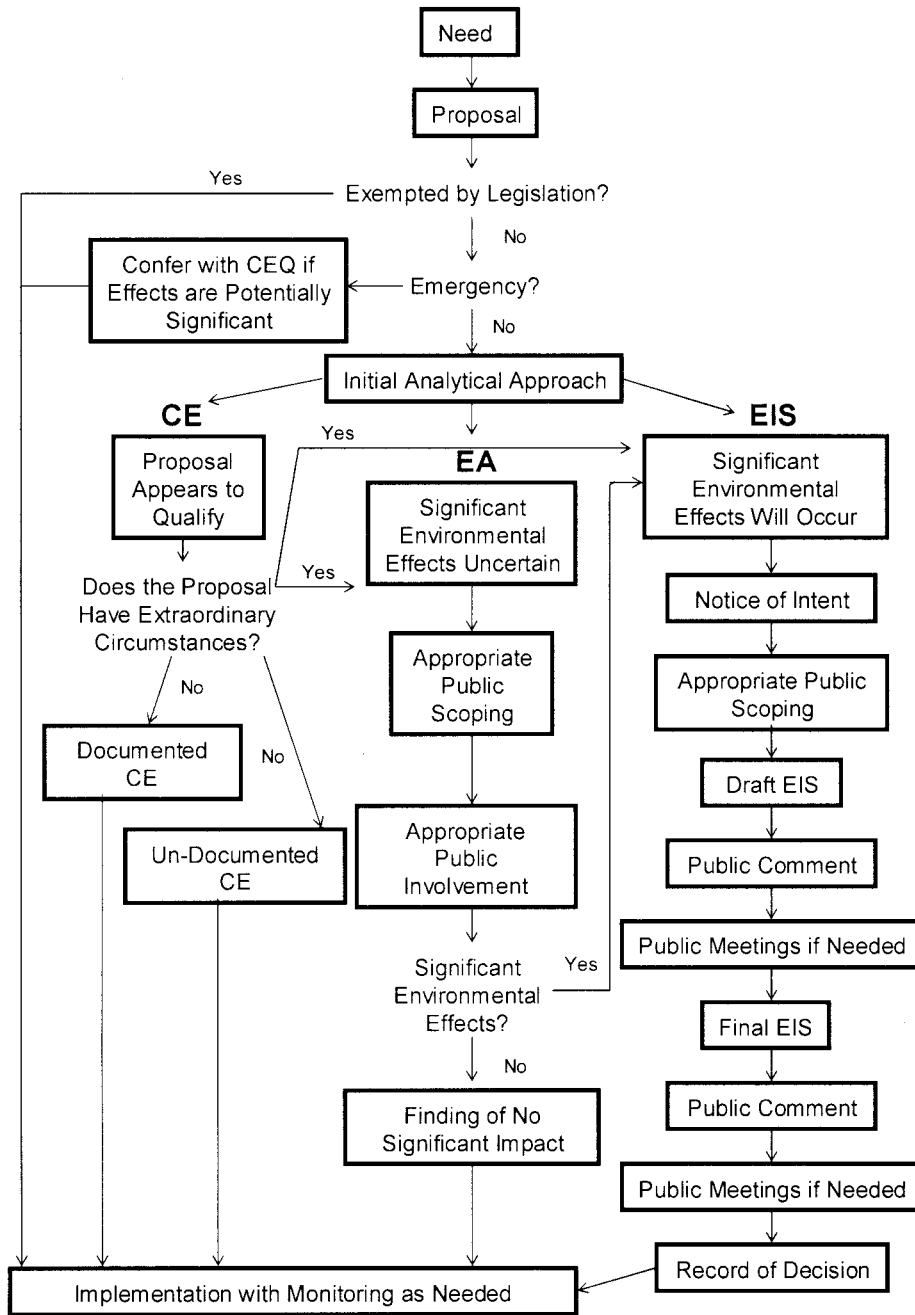 Need
Proposal
Yes
Exempted by Legislation?
No
Confer with CEQ if
Effects are Potentially
Significant
Emergency?
No
Initial Analytical Approach
CE
EIS
Proposal
Appears to
Qualify
Yes
EA
Significant
Environmental
Effects Uncertain
Significant
Environmental
Effects Will Occur
Does the Proposal
Have Extraordinary
Circumstances?
Yes
Notice of Intent
Appropriate
Public
Scoping
Appropriate Public
Scoping
No
No
Documented
CE
Un-Documented
CE
Draft EIS
Appropriate
Public
Involvement
Public Comment
Public Meetings if Needed
Significant
Environmental
Effects?
Yes
No
Final EIS
Finding of No
Significant Impact
Public Comment
Public Meetings if Needed
Record of Decision
Implementation with Monitoring as Needed